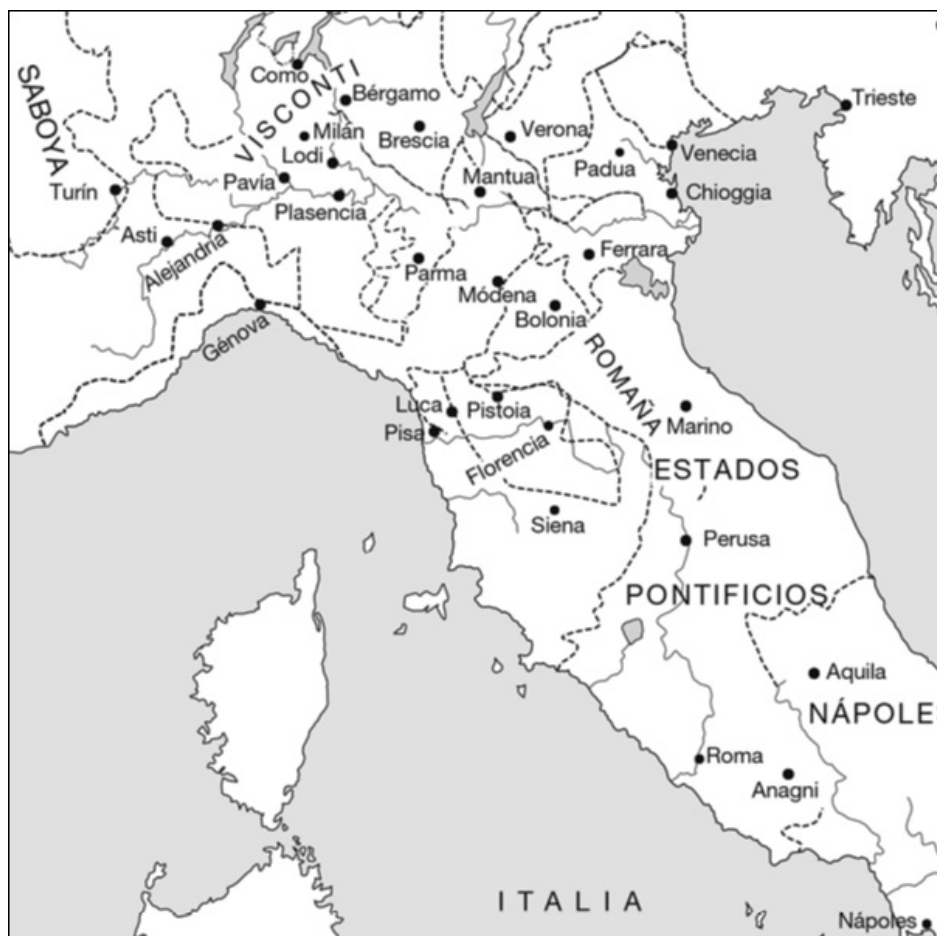 SABOYA
VISCONTI
Como
Bérgamo
Trieste
Milán
Brescia
Verona
Venecia
Lodi
Padua
Turín
Pavía
Mantua
Chioggia
Plasencia
Asti
Alejandría
Ferrara
Parma
Módena
Bolonia
Génova
ROMAÑA
Luca
Pistoia
Marino
Pisa
Florencia
ESTADOS
Siena
Perusa
PONTIFICIOS
Aquila
NÁPOLE
Roma
Anagni
ITALIA
Nápoles